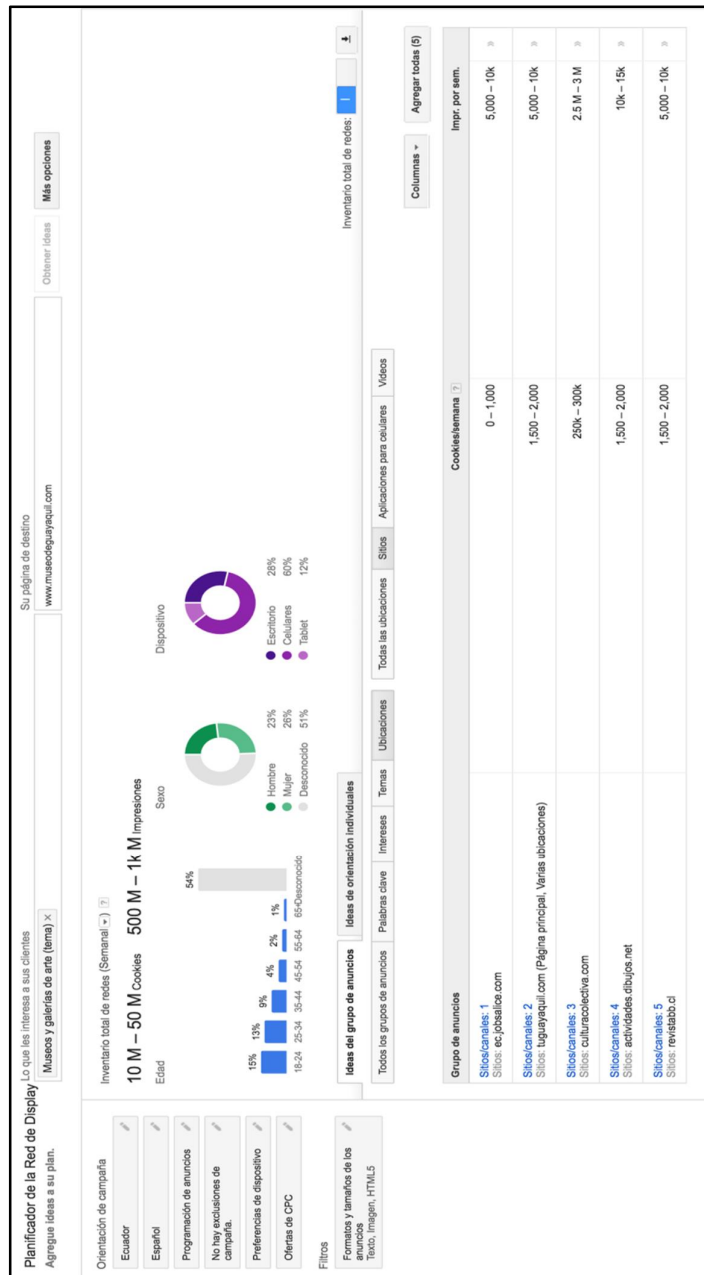 Planificador de la Red de Display
Agregue ideas a su plan.
Lo que les interesa a sus clientes
Museos y galerías de arte (tema) ×
Su página de destino
www.museodeguayaquil.com
Obtener ideas
Más opciones
Orientación de campaña
Ecuador
Español
Programación de anuncios
No hay exclusiones de
campaña.
Preferencias de dispositivo
Ofertas de CPC
Filtros
Formatos y tamaños de los
anuncios
Texto, Imagen, HTML5
Inventario total de redes (Semanal ▾) ?
10 M – 50 M Cookies 500 M – 1k M Impresiones
Edad
15% 13% 9% 4% 2% 1% 54%
18-24 25-34 35-44 45-54 55-64 65+ Desconocido
Sexo
Hombre 23%
Mujer 26%
Desconocido 51%
Dispositivo
Escritorio 28%
Celulares 60%
Tablet 12%
Inventario total de redes:
Ideas del grupo de anuncios Ideas de orientación individuales
Todos los grupos de anuncios Palabras clave Intereses Temas Ubicaciones Todas las ubicaciones Sitios Aplicaciones para celulares Videos
Columnas ▾ Agregar todas (5)
Grupo de anuncios Cookies/semana ? Impr. por sem.
Sitios/canales: 1
Sitios: ec.jobsalice.com 0 – 1,000 5,000 – 10k »
Sitios/canales: 2
Sitios: tuguayaquil.com (Página principal, Varias ubicaciones) 1,500 – 2,000 5,000 – 10k »
Sitios/canales: 3
Sitios: culturacolectiva.com 250k – 300k 2.5 M – 3 M »
Sitios/canales: 4
Sitios: actividades.dibujos.net 1,500 – 2,000 10k – 15k »
Sitios/canales: 5
Sitios: revistabb.cl 1,500 – 2,000 5,000 – 10k »